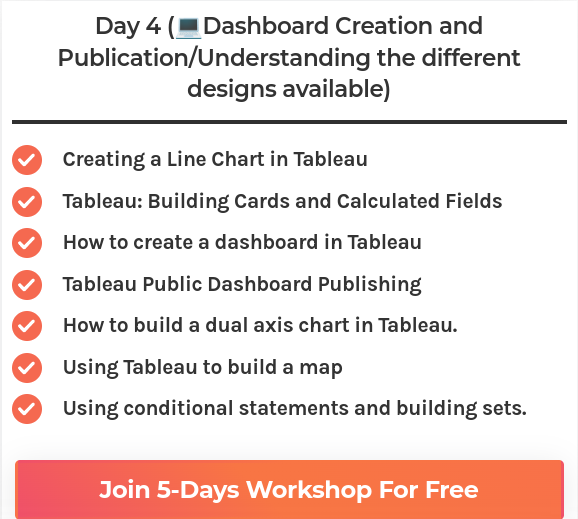 Day 4 (💻Dashboard Creation and
Publication/Understanding the different
designs available)
Creating a Line Chart in Tableau
Tableau: Building Cards and Calculated Fields
How to create a dashboard in Tableau
Tableau Public Dashboard Publishing
How to build a dual axis chart in Tableau.
Using Tableau to build a map
Using conditional statements and building sets.
Join 5-Days Workshop For Free